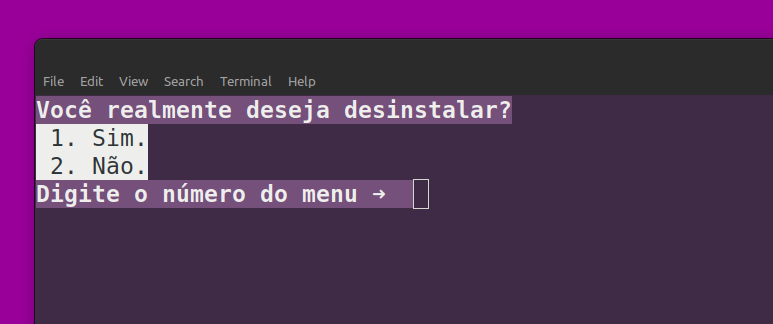 File Edit View Search Terminal Help
Você realmente deseja desinstalar?
1. Sim.
2. Não.
Digite o número do menu ➜